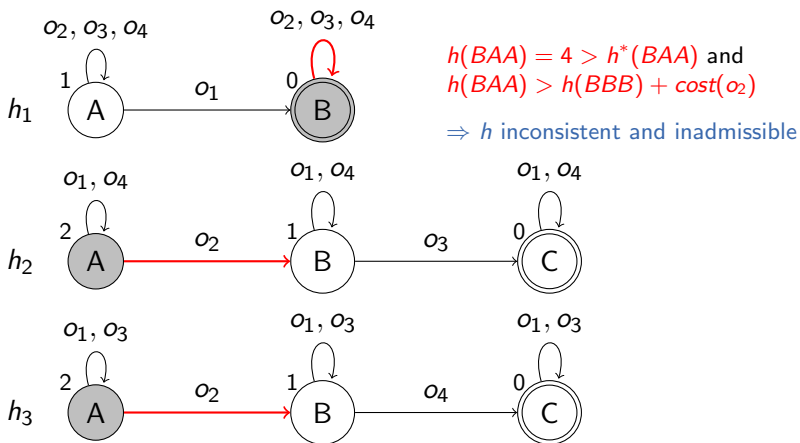 o₂, o₃, o₄
o₂, o₃, o₄
h(BAA) = 4 > h*(BAA) and
h(BAA) > h(BBB) + cost(o₂)
⇒ h inconsistent and inadmissible
h₁
1
A
o₁
0
B
o₁, o₄
o₁, o₄
o₁, o₄
h₂
2
A
o₂
1
B
o₃
0
C
o₁, o₃
o₁, o₃
o₁, o₃
h₃
2
A
o₂
1
B
o₄
0
C